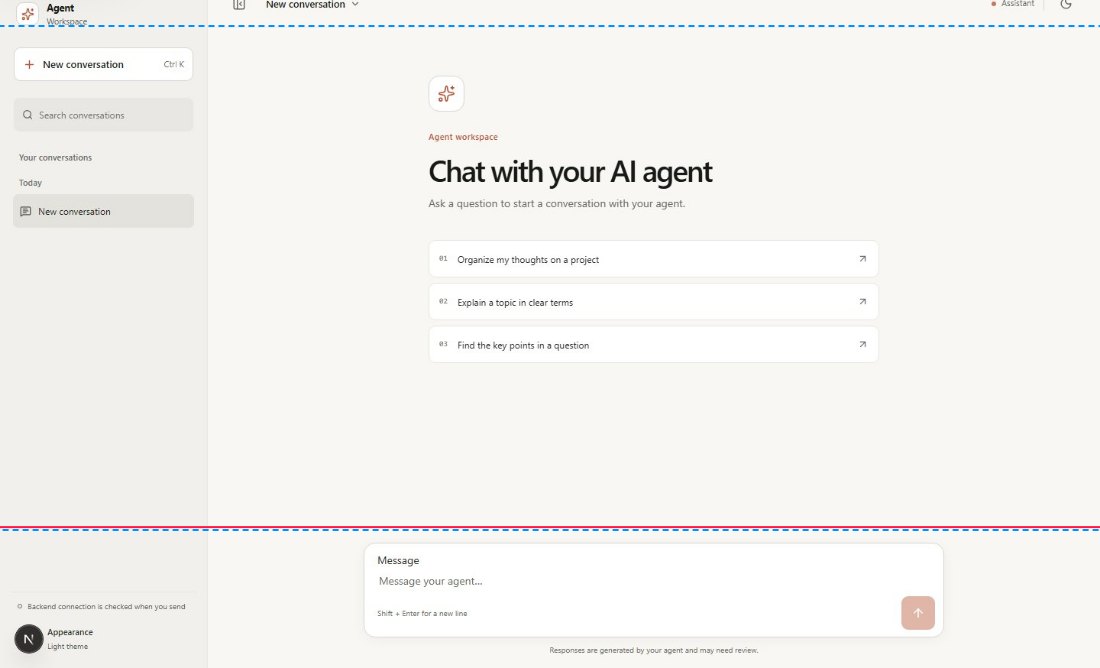 Agent
Workspace
New conversation
Assistant
New conversation
Ctrl K
Search conversations
Your conversations
Today
New conversation
Agent workspace
Chat with your AI agent
Ask a question to start a conversation with your agent.
01 Organize my thoughts on a project
02 Explain a topic in clear terms
03 Find the key points in a question
Message
Message your agent...
Shift + Enter for a new line
Responses are generated by your agent and may need review.
Backend connection is checked when you send
N
Appearance
Light theme